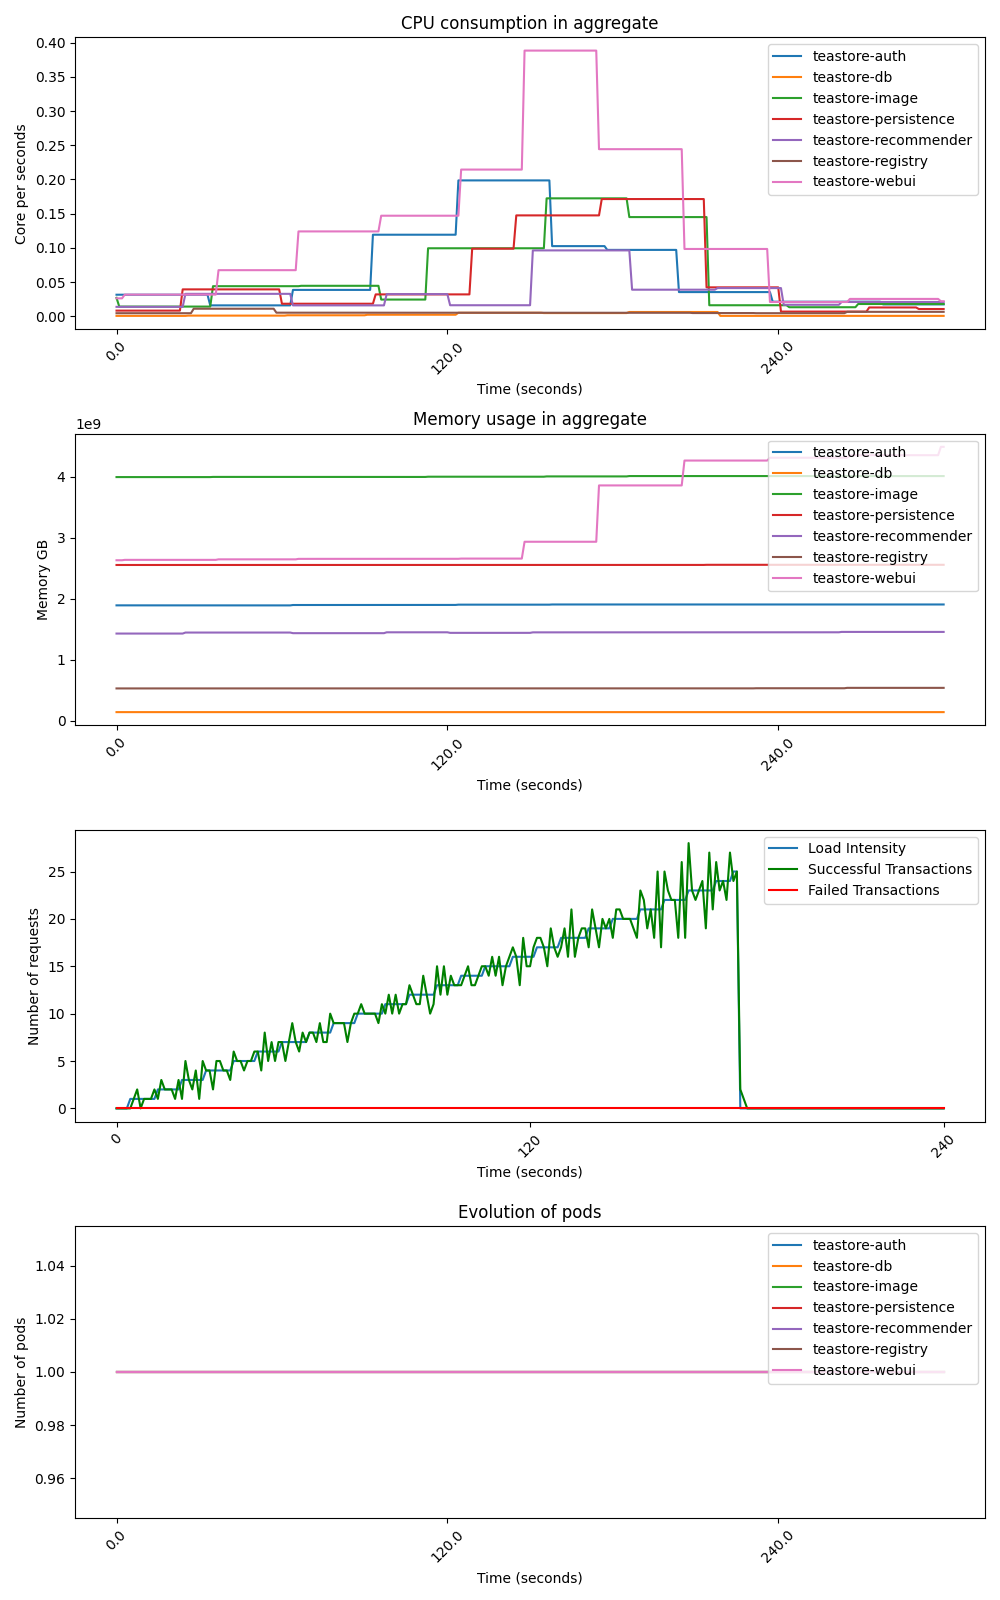 CPU consumption in aggregate
0.40
0.35
0.30
0.25
0.20
0.15
0.10
0.05
0.00
Core per seconds
teastore-auth
teastore-db
teastore-image
teastore-persistence
teastore-recommender
teastore-registry
teastore-webui
0.0
120.0
240.0
Time (seconds)
Memory usage in aggregate
1e9
4
3
2
1
0
Memory GB
teastore-auth
teastore-db
teastore-image
teastore-persistence
teastore-recommender
teastore-registry
teastore-webui
0.0
120.0
240.0
Time (seconds)
25
20
15
10
5
0
Number of requests
Load Intensity
Successful Transactions
Failed Transactions
0
120
240
Time (seconds)
Evolution of pods
1.04
1.02
1.00
0.98
0.96
Number of pods
teastore-auth
teastore-db
teastore-image
teastore-persistence
teastore-recommender
teastore-registry
teastore-webui
0.0
120.0
240.0
Time (seconds)